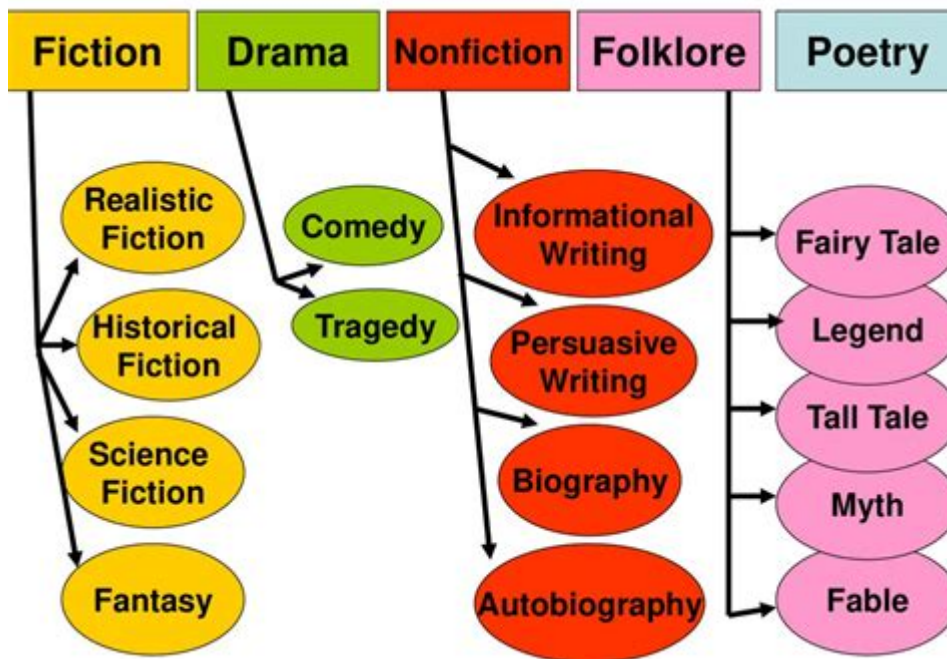 Fiction
Drama
Nonfiction
Folklore
Poetry
Realistic
Fiction
Historical
Fiction
Science
Fiction
Fantasy
Comedy
Tragedy
Informational
Writing
Persuasive
Writing
Biography
Autobiography
Fairy Tale
Legend
Tall Tale
Myth
Fable